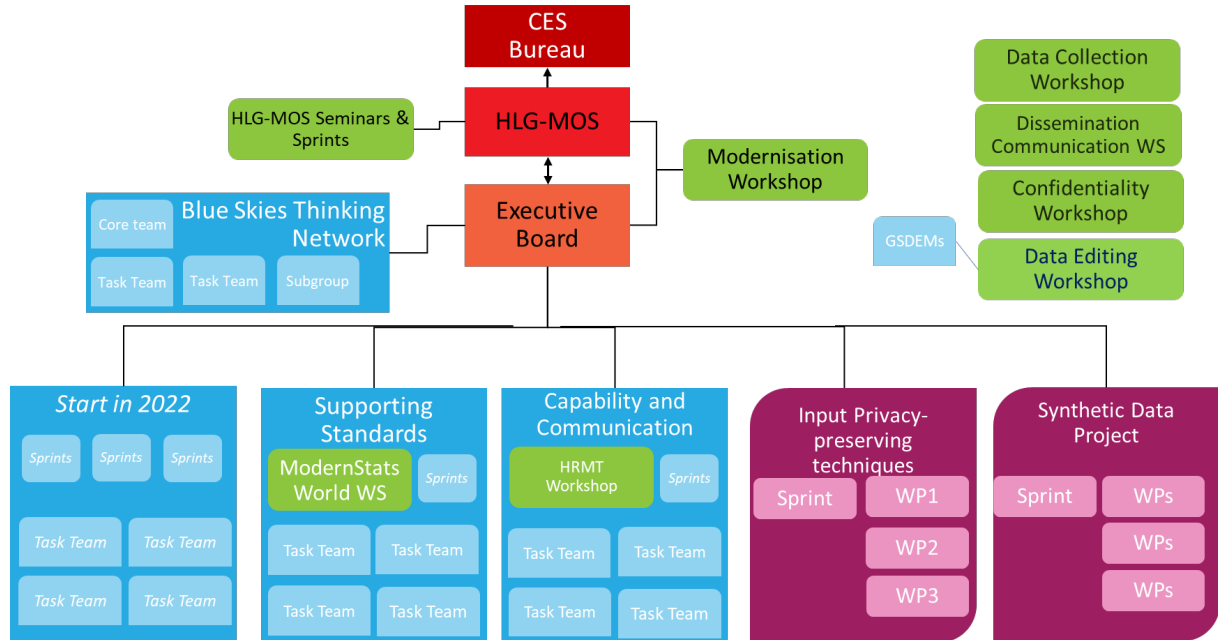 CES
Bureau
HLG-MOS Seminars &
Sprints
HLG-MOS
Modernisation
Workshop
Executive
Board
Data Collection
Workshop
Dissemination
Communication WS
Confidentiality
Workshop
GSDEMs
Data Editing
Workshop
Blue Skies Thinking
Network
Core team
Task Team
Task Team
Subgroup
Start in 2022
Sprints
Sprints
Sprints
Task Team
Task Team
Task Team
Task Team
Supporting
Standards
ModernStats
World WS
Sprints
Task Team
Task Team
Task Team
Task Team
Capability and
Communication
HRMT
Workshop
Sprints
Task Team
Task Team
Task Team
Task Team
Input Privacy-
preserving
techniques
Sprint
WP1
WP2
WP3
Synthetic Data
Project
Sprint
WPs
WPs
WPs